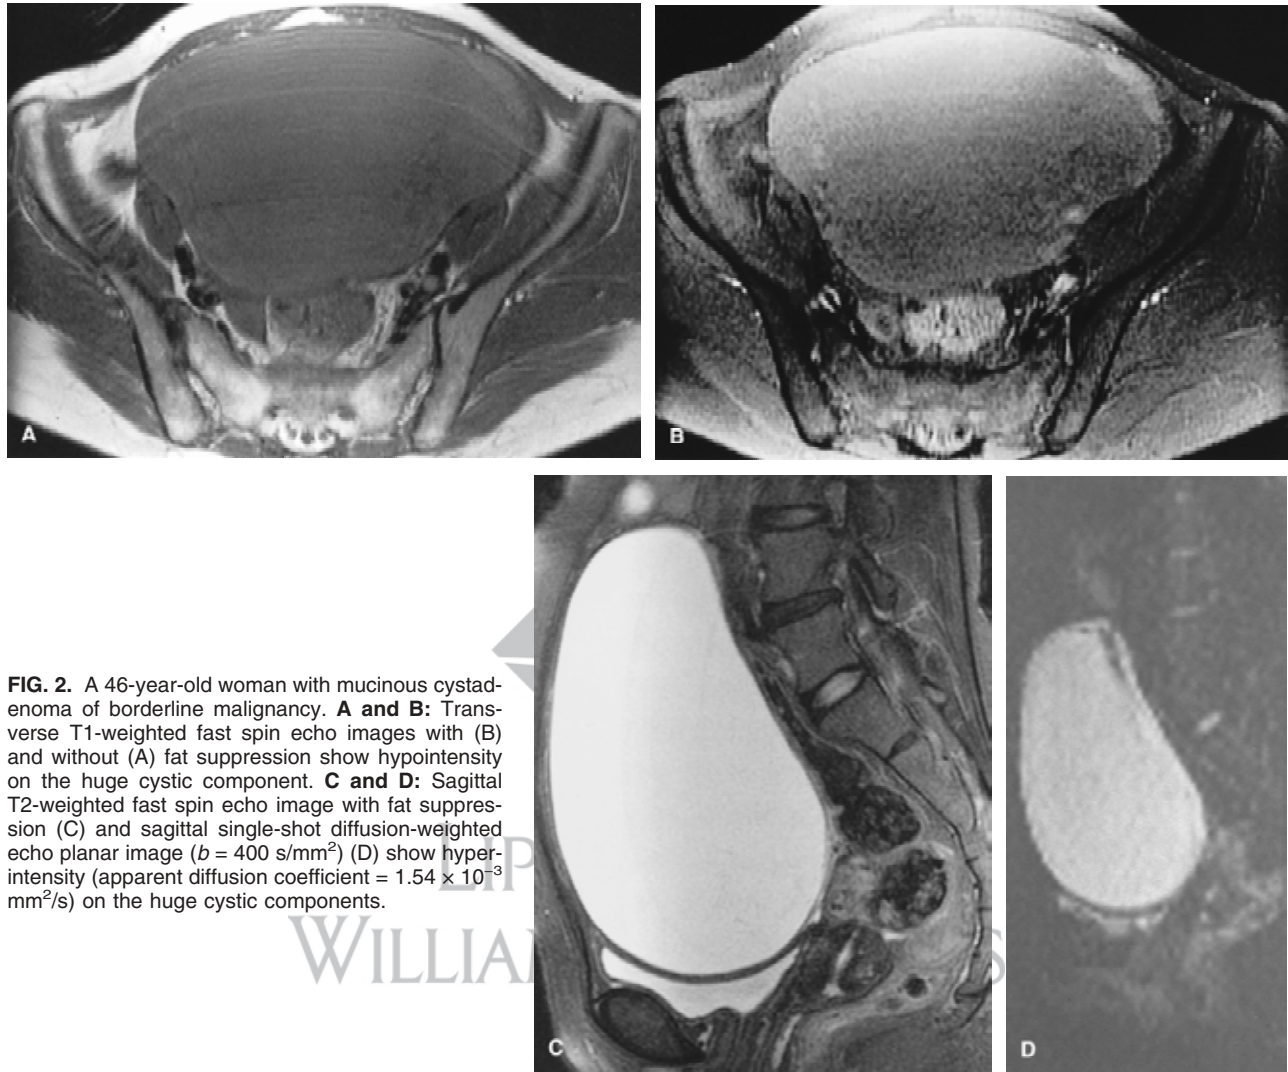 A
B
FIG. 2. A 46-year-old woman with mucinous cystad-
enoma of borderline malignancy. A and B: Trans-
verse T1-weighted fast spin echo images with (B)
and without (A) fat suppression show hypointensity
on the huge cystic component. C and D: Sagittal
T2-weighted fast spin echo image with fat suppres-
sion (C) and sagittal single-shot diffusion-weighted
echo planar image (b = 400 s/mm²) (D) show hyper-
intensity (apparent diffusion coefficient = 1.54 × 10⁻³
mm²/s) on the huge cystic components.
C
D